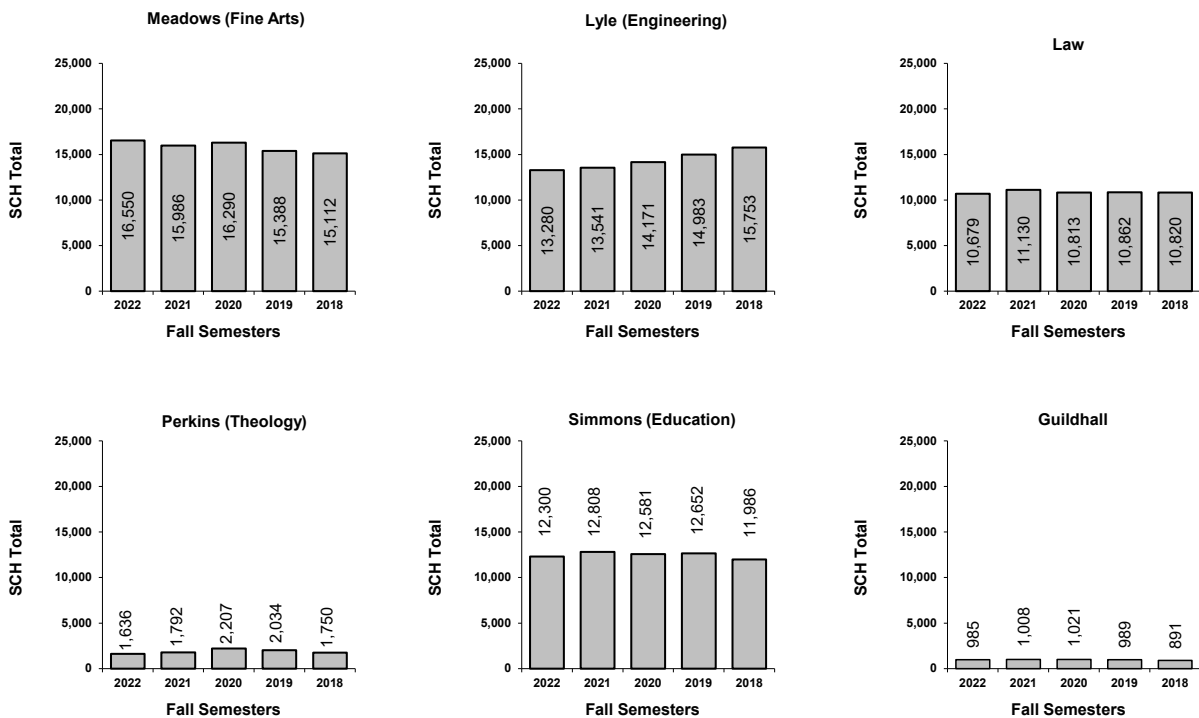 Meadows (Fine Arts)
25,000
20,000
15,000
10,000
5,000
0
SCH Total
16,550
15,986
16,290
15,388
15,112
2022 2021 2020 2019 2018
Fall Semesters
Lyle (Engineering)
25,000
20,000
15,000
10,000
5,000
0
SCH Total
13,280
13,541
14,171
14,983
15,753
2022 2021 2020 2019 2018
Fall Semesters
Law
25,000
20,000
15,000
10,000
5,000
0
SCH Total
10,679
11,130
10,813
10,862
10,820
2022 2021 2020 2019 2018
Fall Semesters
Perkins (Theology)
25,000
20,000
15,000
10,000
5,000
0
SCH Total
1,636
1,792
2,207
2,034
1,750
2022 2021 2020 2019 2018
Fall Semesters
Simmons (Education)
25,000
20,000
15,000
10,000
5,000
0
SCH Total
12,300
12,808
12,581
12,652
11,986
2022 2021 2020 2019 2018
Fall Semesters
Guildhall
25,000
20,000
15,000
10,000
5,000
0
SCH Total
985
1,008
1,021
989
891
2022 2021 2020 2019 2018
Fall Semesters